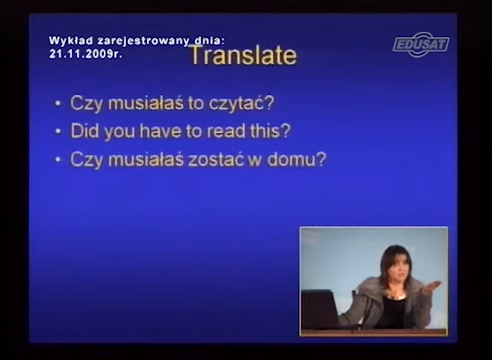 Wykład zarejestrowany dnia:
21.11.2009r.
EDUSAT
Translate
• Czy musiałaś to czytać?
• Did you have to read this?
• Czy musiałaś zostać w domu?